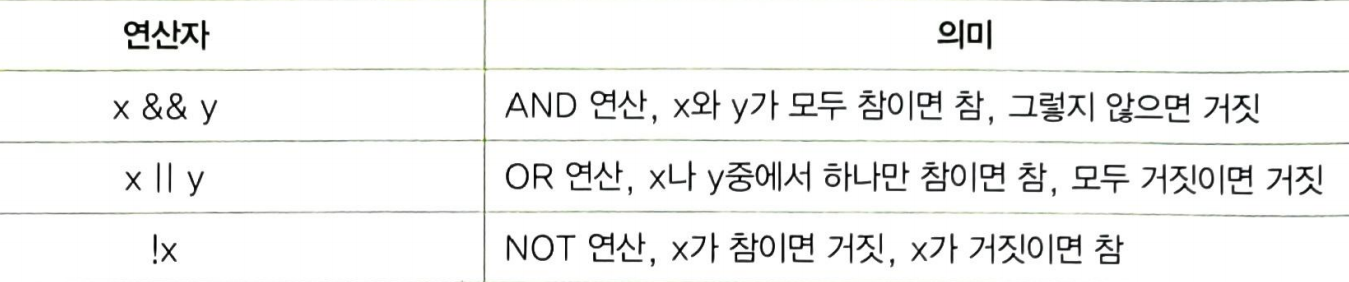 연산자 의미
x && y AND 연산, x와 y가 모두 참이면 참, 그렇지 않으면 거짓
x || y OR 연산, x나 y중에서 하나만 참이면 참, 모두 거짓이면 거짓
!x NOT 연산, x가 참이면 거짓, x가 거짓이면 참